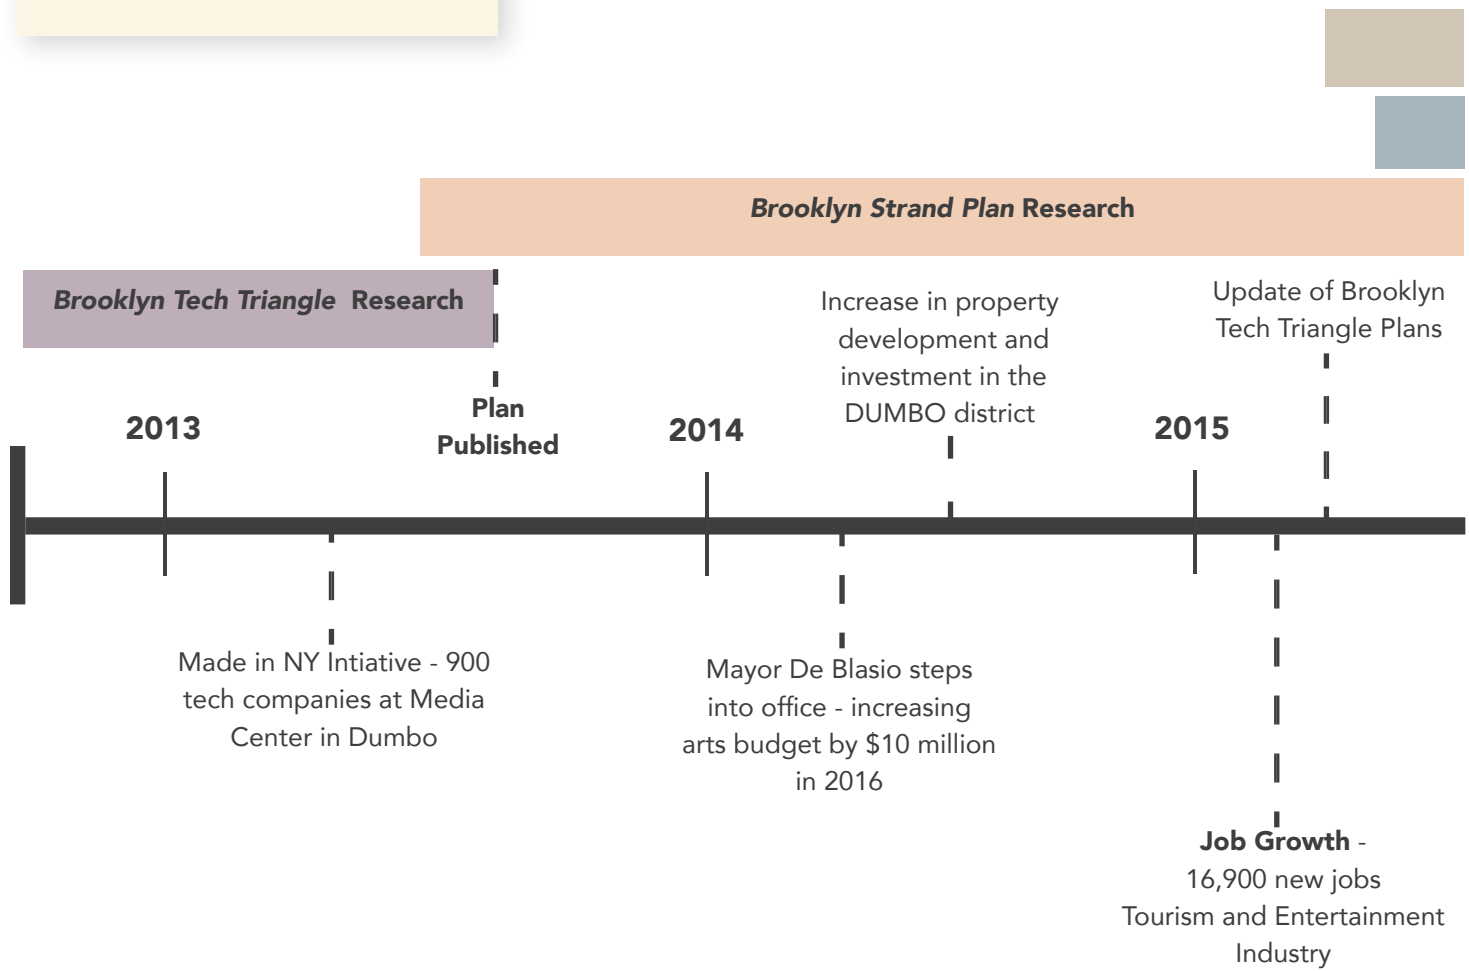 Brooklyn Strand Plan Research
Brooklyn Tech Triangle Research
Increase in property
development and
investment in the
DUMBO district
Update of Brooklyn
Tech Triangle Plans
Plan
Published
2013
2014
2015
Made in NY Intiative - 900
tech companies at Media
Center in Dumbo
Mayor De Blasio steps
into office - increasing
arts budget by $10 million
in 2016
Job Growth -
16,900 new jobs
Tourism and Entertainment
Industry